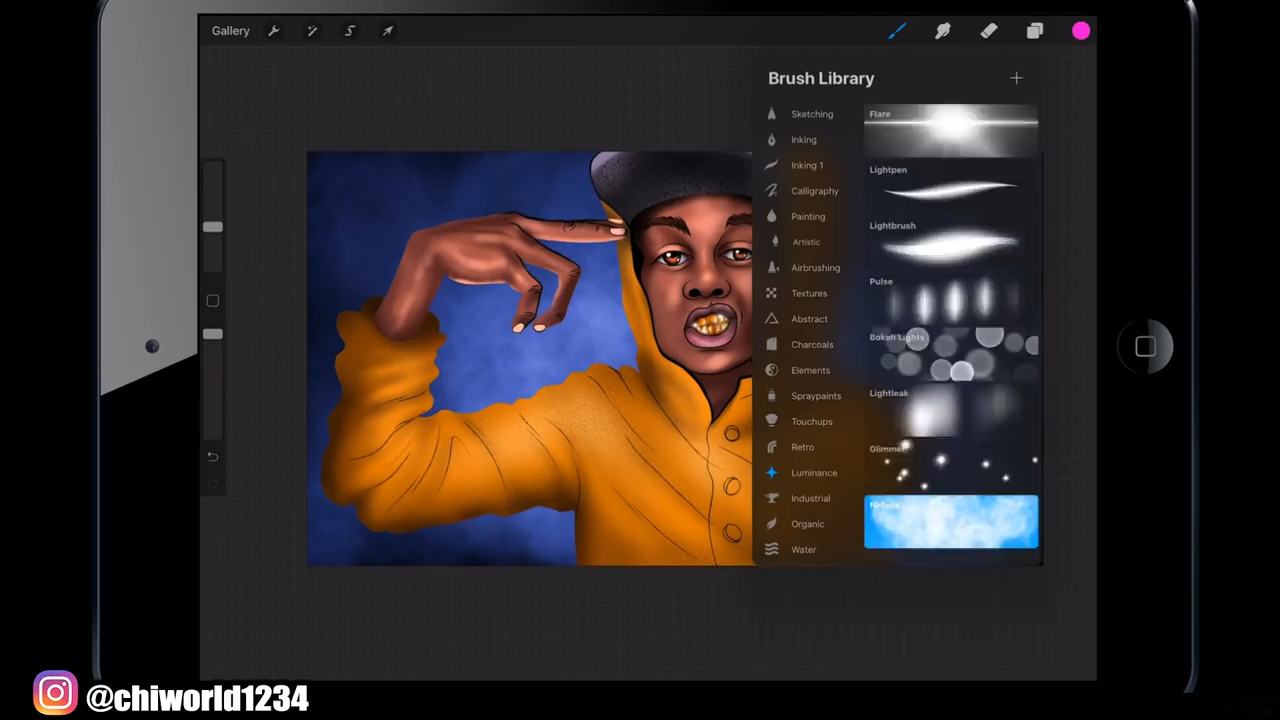 Gallery
Brush Library
Sketching
Inking
Inking 1
Calligraphy
Painting
Artistic
Airbrushing
Textures
Abstract
Charcoals
Elements
Spraypaints
Touchups
Retro
Luminance
Industrial
Organic
Water
Flare
Lightpen
Lightbrush
Pulse
Bokeh Lights
Lightleak
Glimmer
Nebula
@chiworld1234